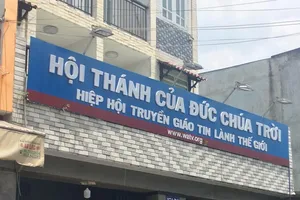 HỘI THÁNH CỦA ĐỨC CHÚA TRỜI
HIỆP HỘI TRUYỀN GIÁO TIN LÀNH THẾ GIỚI
www.watv.org